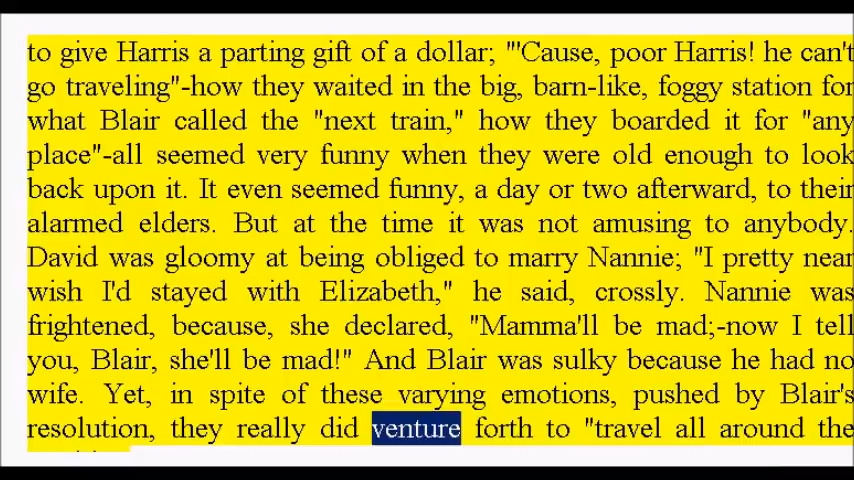 to give Harris a parting gift of a dollar; "'Cause, poor Harris! he can't
go traveling"-how they waited in the big, barn-like, foggy station for
what Blair called the "next train," how they boarded it for "any
place"-all seemed very funny when they were old enough to look
back upon it. It even seemed funny, a day or two afterward, to their
alarmed elders. But at the time it was not amusing to anybody.
David was gloomy at being obliged to marry Nannie; "I pretty near
wish I'd stayed with Elizabeth," he said, crossly. Nannie was
frightened, because, she declared, "Mamma'll be mad;-now I tell
you, Blair, she'll be mad!" And Blair was sulky because he had no
wife. Yet, in spite of these varying emotions, pushed by Blair's
resolution, they really did venture forth to "travel all around the